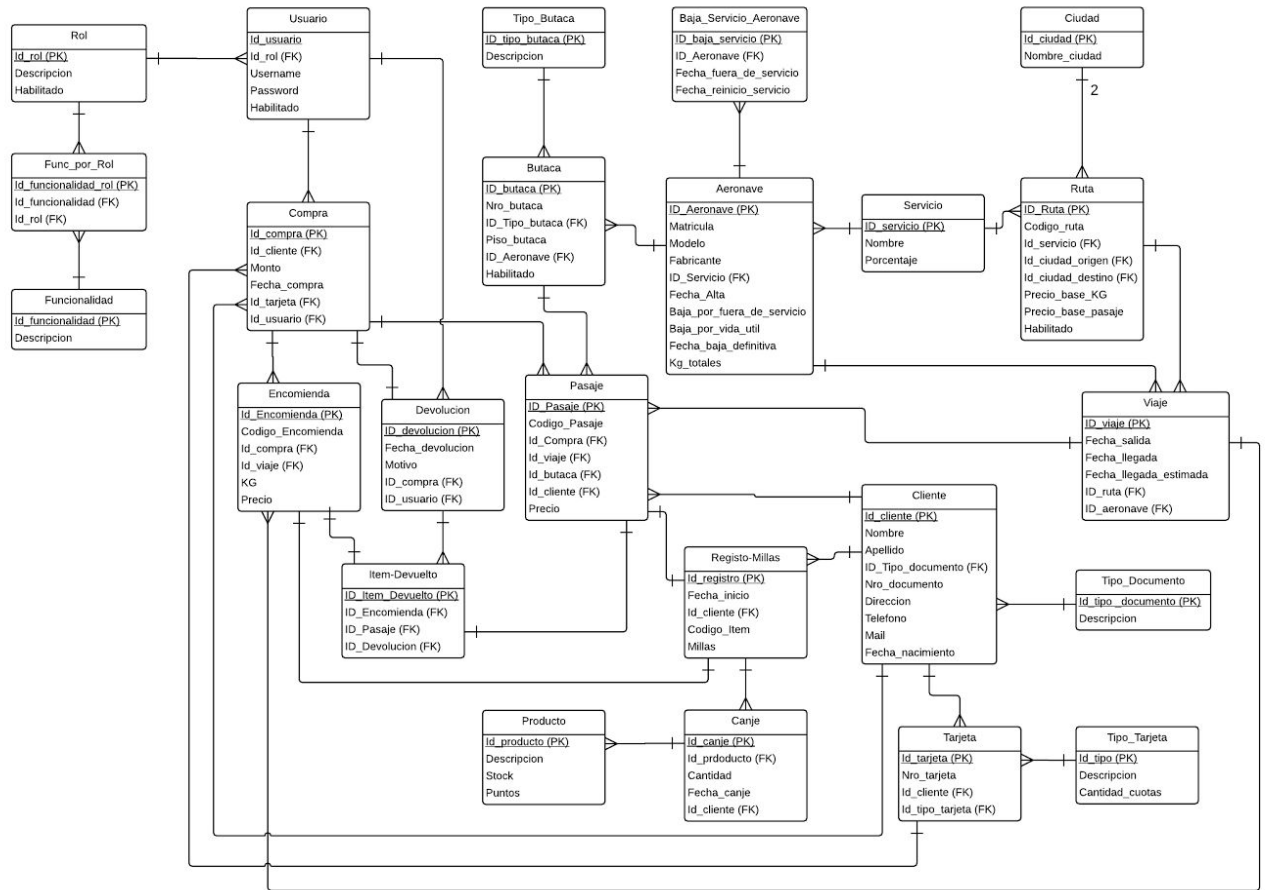 Rol
Id_rol (PK)
Descripcion
Habilitado
Usuario
Id_usuario
Id_rol (FK)
Username
Password
Habilitado
Tipo_Butaca
ID_tipo_butaca (PK)
Descripcion
Baja_Servicio_Aeronave
ID_baja_servicio (PK)
ID_Aeronave (FK)
Fecha_fuera_de_servicio
Fecha_reinicio_servicio
Ciudad
Id_ciudad (PK)
Nombre_ciudad
2
Func_por_Rol
Id_funcionalidad_rol (PK)
Id_funcionalidad (FK)
Id_rol (FK)
Compra
Id_compra (PK)
Id_cliente (FK)
Monto
Fecha_compra
Id_tarjeta (FK)
Id_usuario (FK)
Butaca
ID_butaca (PK)
Nro_butaca
ID_Tipo_butaca (FK)
Piso_butaca
ID_Aeronave (FK)
Habilitado
Aeronave
ID_Aeronave (PK)
Matricula
Modelo
Fabricante
ID_Servicio (FK)
Fecha_Alta
Baja_por_fuera_de_servicio
Baja_por_vida_util
Fecha_baja_definitiva
Kg_totales
Servicio
ID_servicio (PK)
Nombre
Porcentaje
Ruta
ID_Ruta (PK)
Codigo_ruta
Id_servicio (FK)
Id_ciudad_origen (FK)
Id_ciudad_destino (FK)
Precio_base_KG
Precio_base_pasaje
Habilitado
Funcionalidad
Id_funcionalidad (PK)
Descripcion
Encomienda
Id_Encomienda (PK)
Codigo_Encomienda
Id_compra (FK)
Id_viaje (FK)
KG
Precio
Devolucion
ID_devolucion (PK)
Fecha_devolucion
Motivo
ID_compra (FK)
ID_usuario (FK)
Pasaje
ID_Pasaje (PK)
Codigo_Pasaje
Id_Compra (FK)
Id_viaje (FK)
Id_butaca (FK)
Id_cliente (FK)
Precio
Viaje
ID_viaje (PK)
Fecha_salida
Fecha_llegada
Fecha_llegada_estimada
ID_ruta (FK)
ID_aeronave (FK)
Cliente
Id_cliente (PK)
Nombre
Apellido
ID_Tipo_documento (FK)
Nro_documento
Direccion
Telefono
Mail
Fecha_nacimiento
Item-Devuelto
ID_Item_Devuelto (PK)
ID_Encomienda (FK)
ID_Pasaje (FK)
ID_Devolucion (FK)
Registo-Millas
Id_registro (PK)
Fecha_inicio
Id_cliente (FK)
Codigo_Item
Millas
Tipo_Documento
Id_tipo _documento (PK)
Descripcion
Producto
Id_producto (PK)
Descripcion
Stock
Puntos
Canje
Id_canje (PK)
Id_prdoducto (FK)
Cantidad
Fecha_canje
Id_cliente (FK)
Tarjeta
Id_tarjeta (PK)
Nro_tarjeta
Id_cliente (FK)
Id_tipo_tarjeta (FK)
Tipo_Tarjeta
Id_tipo (PK)
Descripcion
Cantidad_cuotas